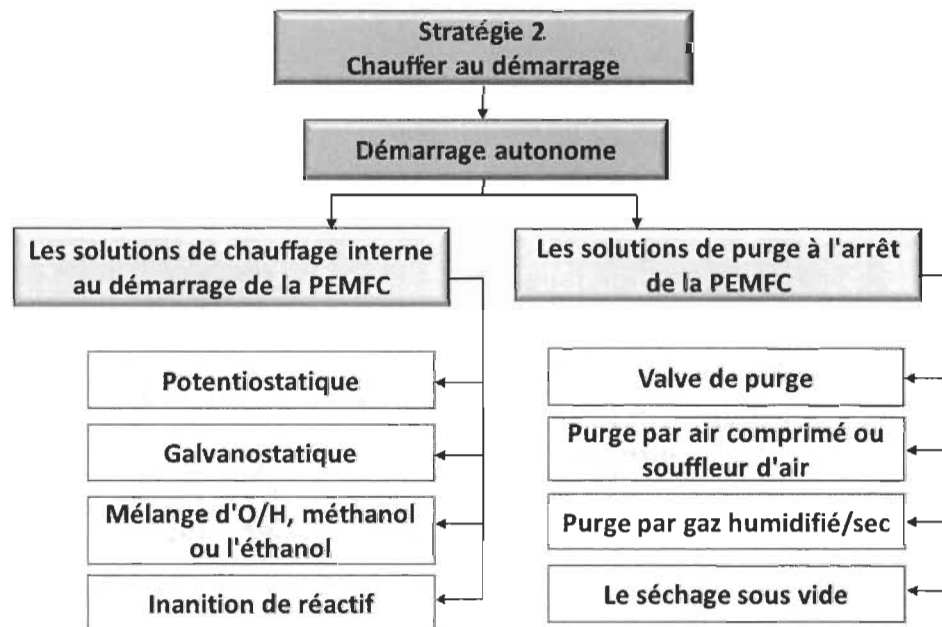 Stratégie 2
Chauffer au démarrage
Démarrage autonome
Les solutions de chauffage interne
au démarrage de la PEMFC
Les solutions de purge à l'arrêt
de la PEMFC
Potentiostatique
Galvanostatique
Mélange d'O/H, méthanol
ou l'éthanol
Inanition de réactif
Valve de purge
Purge par air comprimé ou
souffleur d'air
Purge par gaz humidifié/sec
Le séchage sous vide